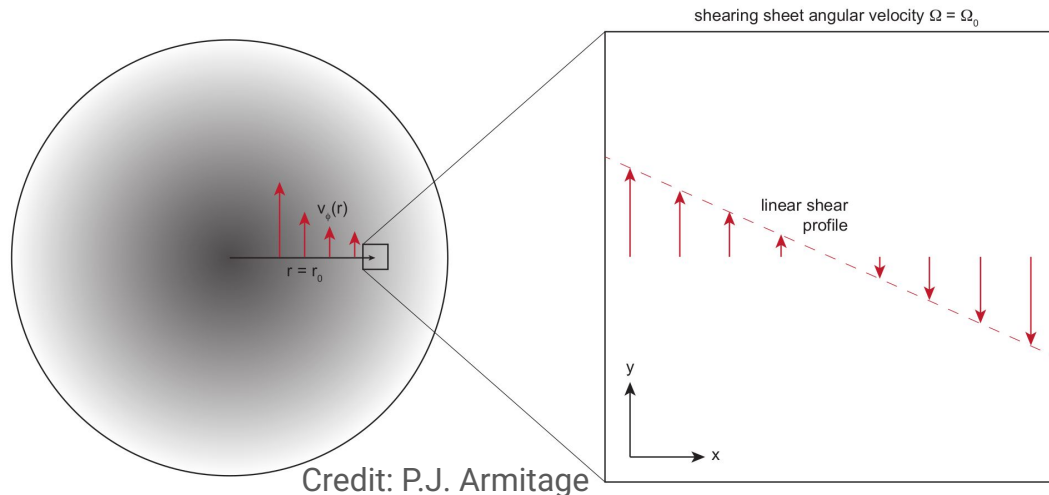 shearing sheet angular velocity Ω = Ω₀
v_ϕ(r)
r = r₀
linear shear
profile
y
x
Credit: P.J. Armitage